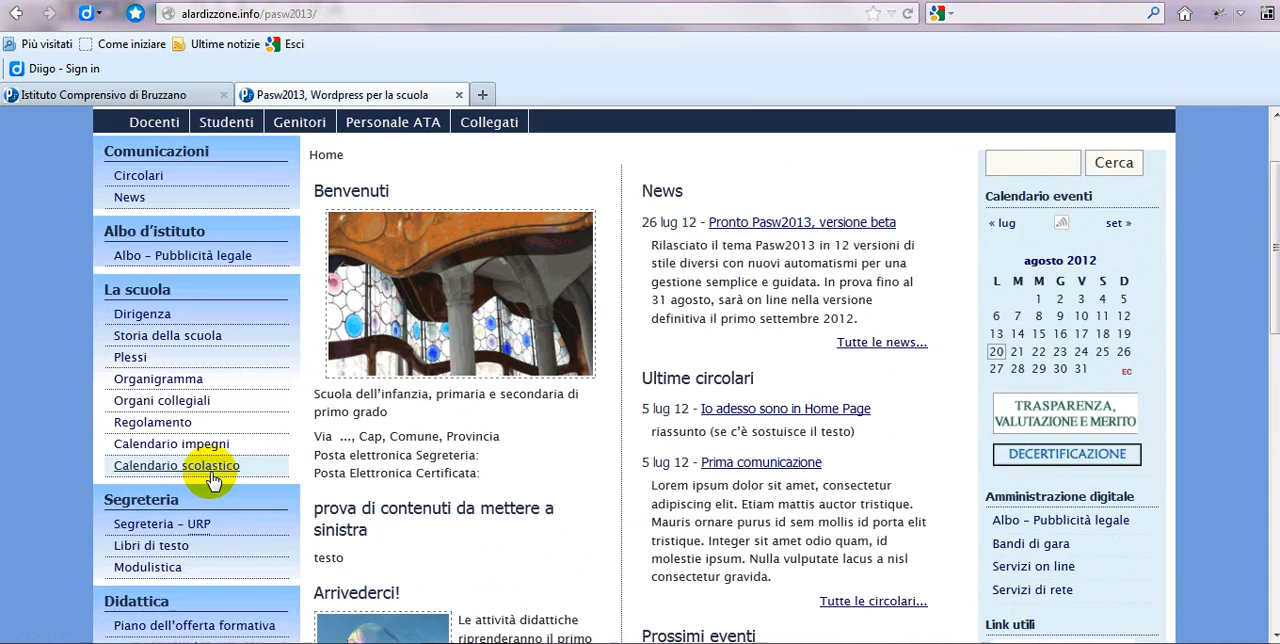 alardizzone.info/pasw2013/
Più visitati Come iniziare Ultime notizie Esci
Diigo - Sign in
Istituto Comprensivo di Bruzzano × Pasw2013, Wordpress per la scuola × +
Docenti Studenti Genitori Personale ATA Collegati
Comunicazioni
Circolari
News
Albo d'istituto
Albo – Pubblicità legale
La scuola
Dirigenza
Storia della scuola
Plessi
Organigramma
Organi collegiali
Regolamento
Calendario impegni
Calendario scolastico
Segreteria
Segreteria – URP
Libri di testo
Modulistica
Didattica
Piano dell'offerta formativa
Home
Benvenuti
Scuola dell'infanzia, primaria e secondaria di
primo grado
Via ..., Cap, Comune, Provincia
Posta elettronica Segreteria:
Posta Elettronica Certificata:
prova di contenuti da mettere a
sinistra
testo
Arrivederci!
Le attività didattiche
riprenderanno il primo
News
26 lug 12 - Pronto Pasw2013, versione beta
Rilasciato il tema Pasw2013 in 12 versioni di
stile diversi con nuovi automatismi per una
gestione semplice e guidata. In prova fino al
31 agosto, sarà on line nella versione
definitiva il primo settembre 2012.
Tutte le news...
Ultime circolari
5 lug 12 - Io adesso sono in Home Page
riassunto (se c'è sostuisce il testo)
5 lug 12 - Prima comunicazione
Lorem ipsum dolor sit amet, consectetur
adipiscing elit. Etiam mattis auctor tristique.
Mauris ornare purus id sem mollis id porta elit
tristique. Integer sit amet odio quam, id
molestie ipsum. Nulla vulputate lacus a nisl
consectetur gravida.
Tutte le circolari...
Prossimi eventi
Cerca
Calendario eventi
« lug set »
agosto 2012
L M M G V S D
1 2 3 4 5
6 7 8 9 10 11 12
13 14 15 16 17 18 19
20 21 22 23 24 25 26
27 28 29 30 31
EC
TRASPARENZA,
VALUTAZIONE E MERITO
DECERTIFICAZIONE
Amministrazione digitale
Albo – Pubblicità legale
Bandi di gara
Servizi on line
Servizi di rete
Link utili